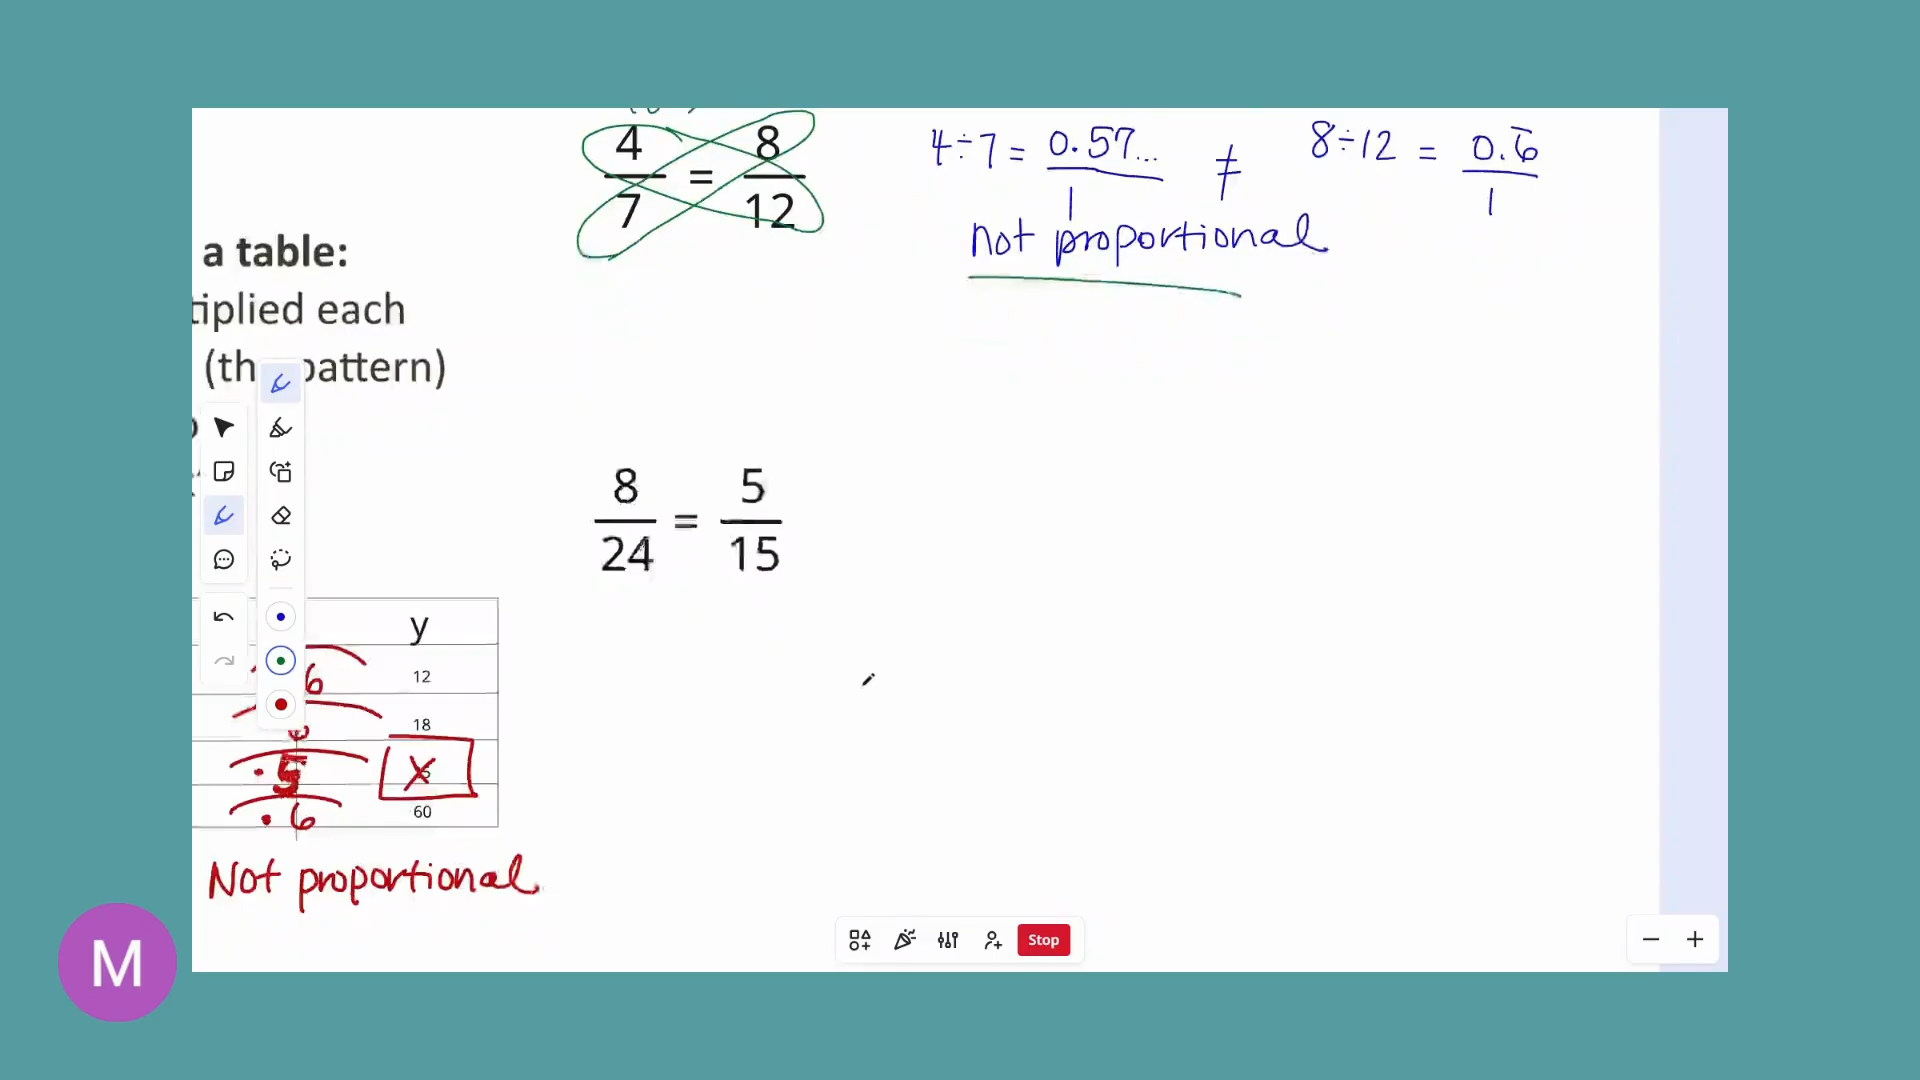 4/7 = 8/12
4÷7 = 0.57.../1 ≠ 8÷12 = 0.6̅/1
not proportional
a table:
tiplied each
(th pattern)
8/24 = 5/15
y
6 12
18
·5 X
·6 60
Not proportional
Stop
M